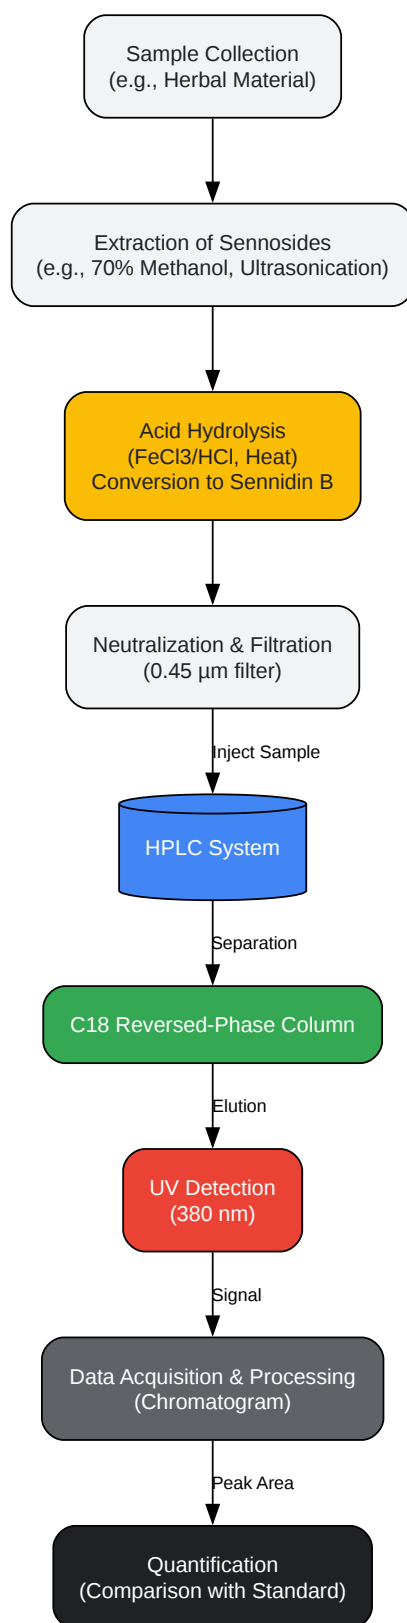 Sample Collection
(e.g., Herbal Material)
Extraction of Sennosides
(e.g., 70% Methanol, Ultrasonication)
Acid Hydrolysis
(FeCl3/HCl, Heat)
Conversion to Sennidin B
Neutralization & Filtration
(0.45 µm filter)
Inject Sample
HPLC System
Separation
C18 Reversed-Phase Column
Elution
UV Detection
(380 nm)
Signal
Data Acquisition & Processing
(Chromatogram)
Peak Area
Quantification
(Comparison with Standard)